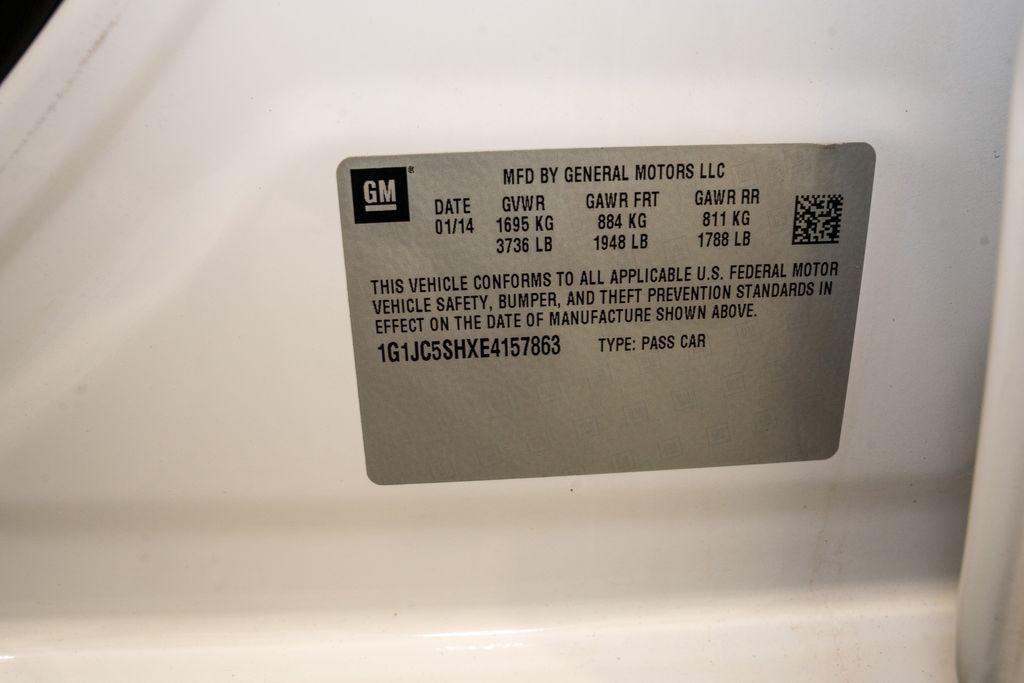 GM®
MFD BY GENERAL MOTORS LLC
DATE GVWR GAWR FRT GAWR RR
01/14 1695 KG 884 KG 811 KG
3736 LB 1948 LB 1788 LB
THIS VEHICLE CONFORMS TO ALL APPLICABLE U.S. FEDERAL MOTOR
VEHICLE SAFETY, BUMPER, AND THEFT PREVENTION STANDARDS IN
EFFECT ON THE DATE OF MANUFACTURE SHOWN ABOVE.
1G1JC5SHXE4157863 TYPE: PASS CAR